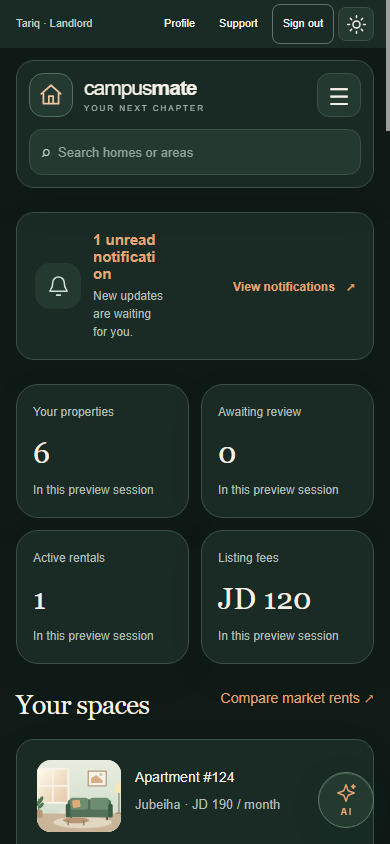 Tariq · Landlord
Profile
Support
Sign out
campusmate
YOUR NEXT CHAPTER
Search homes or areas
1 unread
notificati
on
New updates
are waiting
for you.
View notifications ↗
Your properties
6
In this preview session
Awaiting review
0
In this preview session
Active rentals
1
In this preview session
Listing fees
JD 120
In this preview session
Your spaces
Compare market rents ↗
Apartment #124
Jubeiha · JD 190 / month
AI